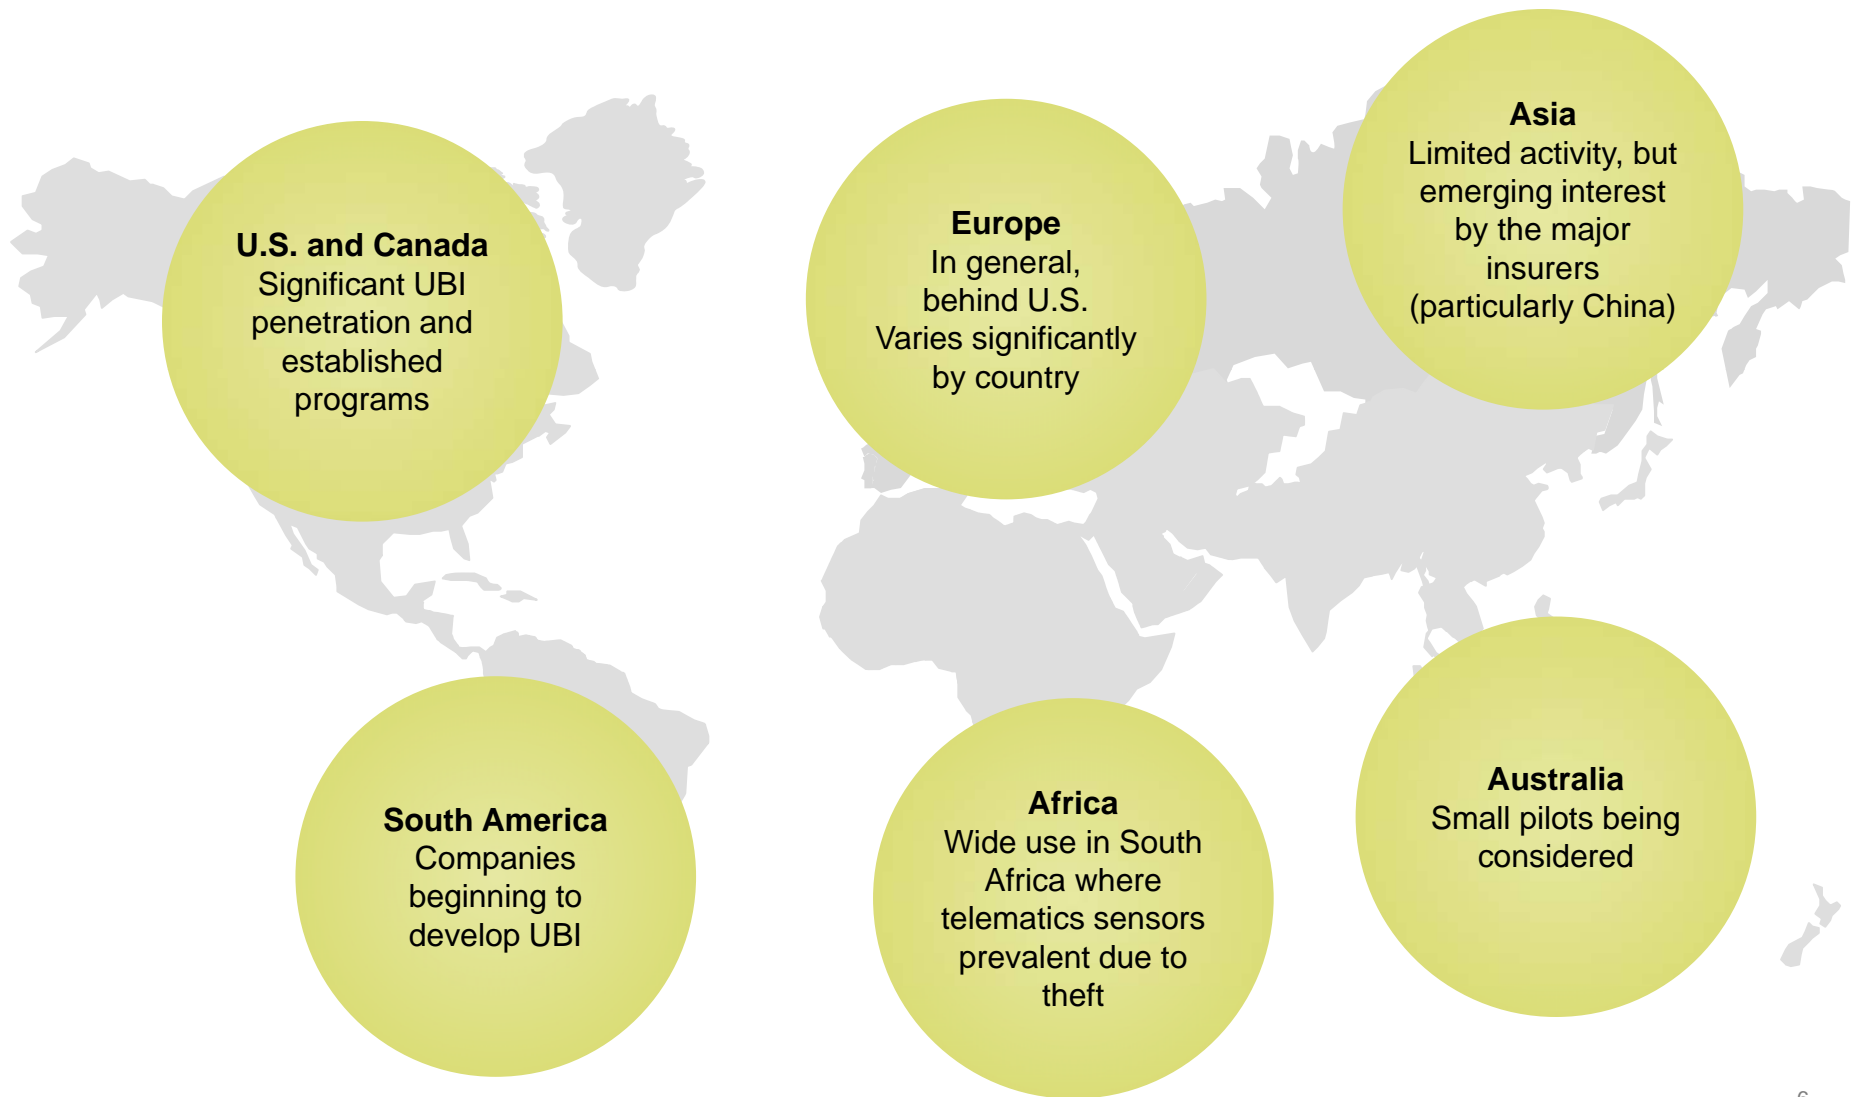 U.S. and Canada
Significant UBI
penetration and
established
programs
Europe
In general,
behind U.S.
Varies significantly
by country
Asia
Limited activity, but
emerging interest
by the major
insurers
(particularly China)
South America
Companies
beginning to
develop UBI
Africa
Wide use in South
Africa where
telematics sensors
prevalent due to
theft
Australia
Small pilots being
considered
6